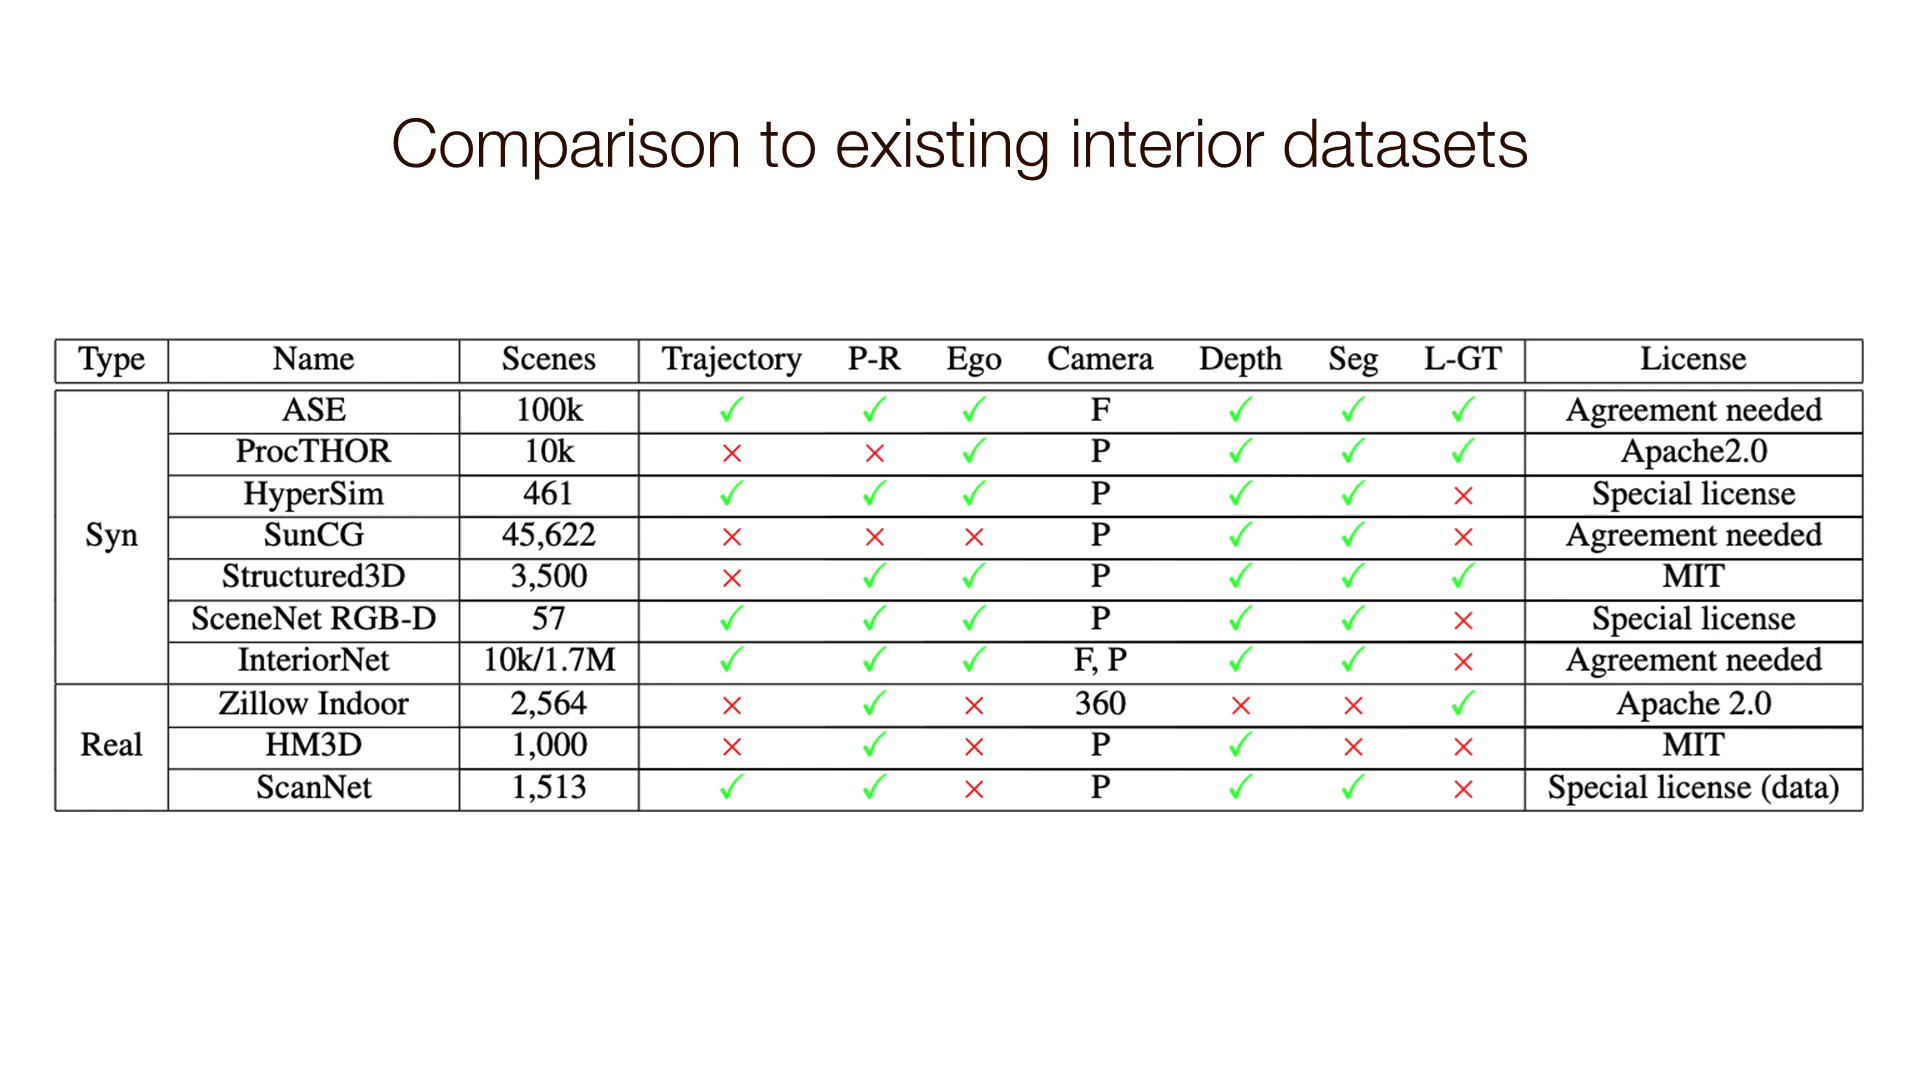 Comparison to existing interior datasets
Type Name Scenes Trajectory P-R Ego Camera Depth Seg L-GT License
Syn
ASE 100k ✓ ✓ ✓ F ✓ ✓ ✓ Agreement needed
ProcTHOR 10k × × ✓ P ✓ ✓ ✓ Apache2.0
HyperSim 461 ✓ ✓ ✓ P ✓ ✓ × Special license
SunCG 45,622 × × × P ✓ ✓ × Agreement needed
Structured3D 3,500 × ✓ ✓ P ✓ ✓ ✓ MIT
SceneNet RGB-D 57 ✓ ✓ ✓ P ✓ ✓ × Special license
InteriorNet 10k/1.7M ✓ ✓ ✓ F, P ✓ ✓ × Agreement needed
Real
Zillow Indoor 2,564 × ✓ × 360 × × ✓ Apache 2.0
HM3D 1,000 × ✓ × P ✓ × × MIT
ScanNet 1,513 ✓ ✓ × P ✓ ✓ × Special license (data)